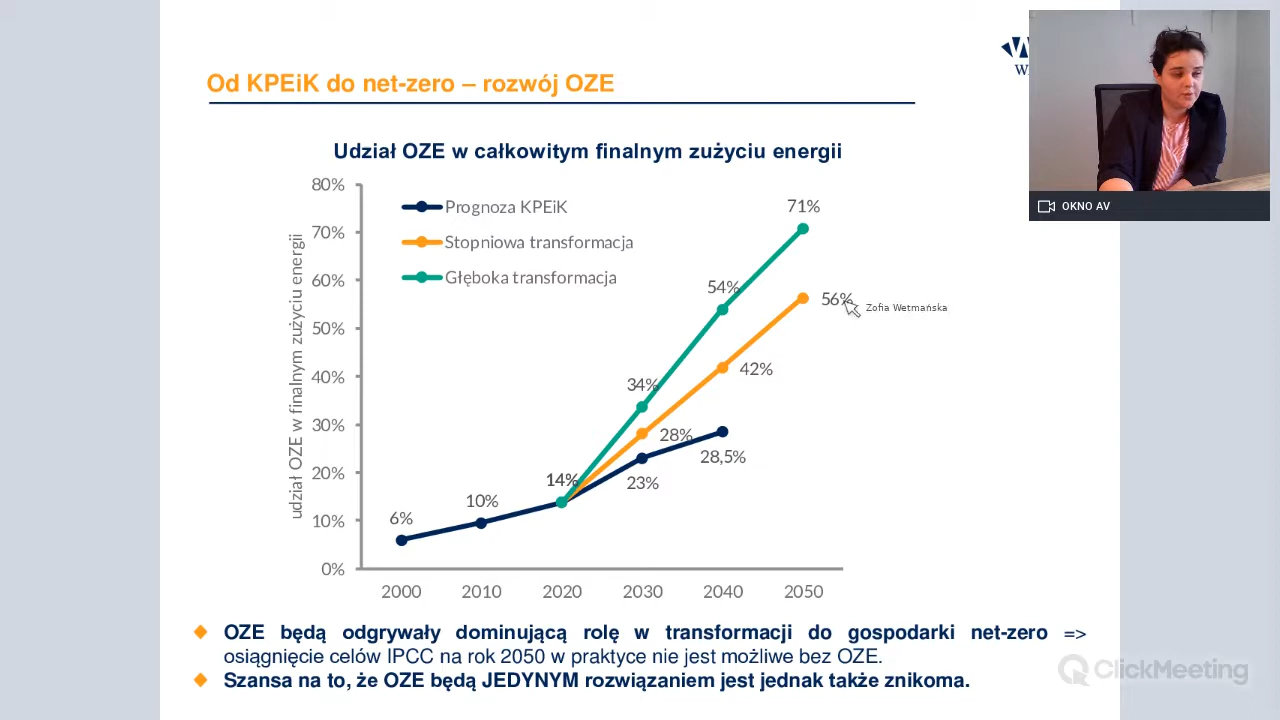 Od KPEiK do net-zero – rozwój OZE
OKNO AV
Udział OZE w całkowitym finalnym zużyciu energii
udział OZE w finalnym zużyciu energii
80%
70%
60%
50%
40%
30%
20%
10%
0%
Prognoza KPEiK
Stopniowa transformacja
Głęboka transformacja
71%
54%
56%
Zofia Wetmańska
34%
42%
28%
28,5%
23%
14%
10%
6%
2000 2010 2020 2030 2040 2050
OZE będą odgrywały dominującą rolę w transformacji do gospodarki net-zero =>
osiągnięcie celów IPCC na rok 2050 w praktyce nie jest możliwe bez OZE.
Szansa na to, że OZE będą JEDYNYM rozwiązaniem jest jednak także znikoma.
ClickMeeting